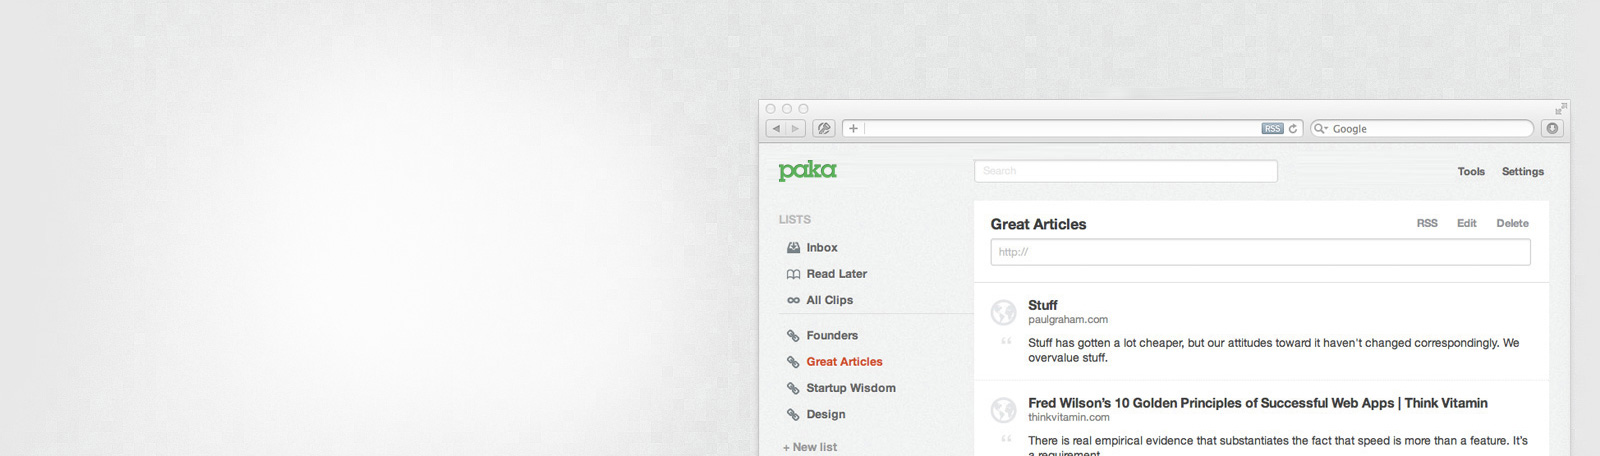 RSS
Google
paka
Search
Tools Settings
LISTS
Inbox
Read Later
All Clips
Founders
Great Articles
Startup Wisdom
Design
+ New list
Great Articles
RSS Edit Delete
http://
Stuff
paulgraham.com
“ Stuff has gotten a lot cheaper, but our attitudes toward it haven't changed correspondingly. We
overvalue stuff.
Fred Wilson’s 10 Golden Principles of Successful Web Apps | Think Vitamin
thinkvitamin.com
“ There is real empirical evidence that substantiates the fact that speed is more than a feature. It's
a requirement